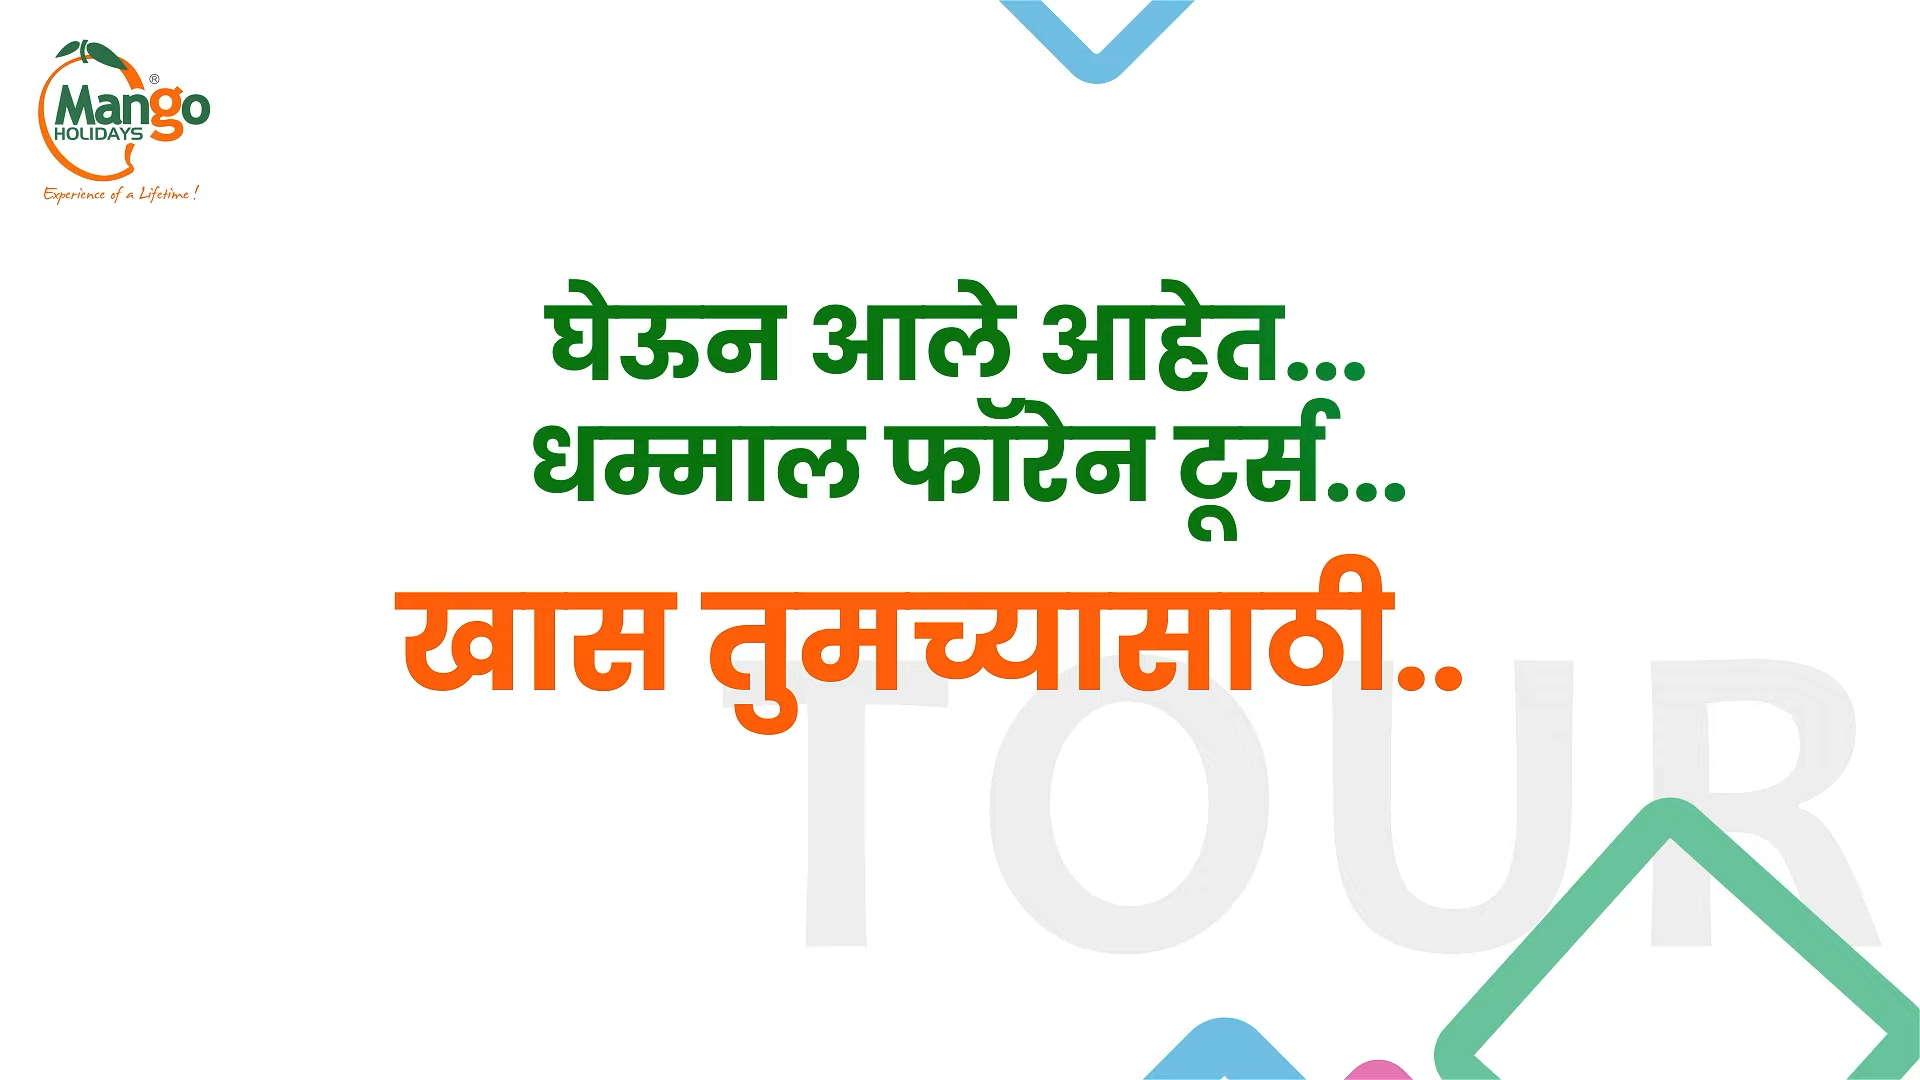 Mango®
HOLIDAYS
Experience of a Lifetime!
घेऊन आले आहेत...
धम्माल फॉरेन टूर्स...
खास तुमच्यासाठी..
TOUR